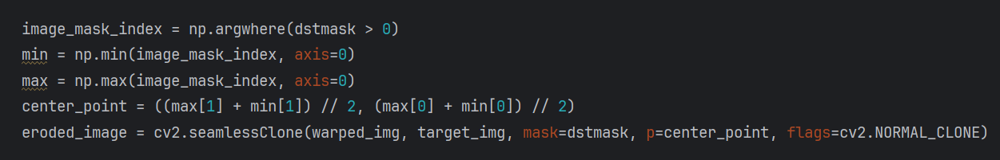 image_mask_index = np.argwhere(dstmask > 0)
min = np.min(image_mask_index, axis=0)
max = np.max(image_mask_index, axis=0)
center_point = ((max[1] + min[1]) // 2, (max[0] + min[0]) // 2)
eroded_image = cv2.seamlessClone(warped_img, target_img, mask=dstmask, p=center_point, flags=cv2.NORMAL_CLONE)